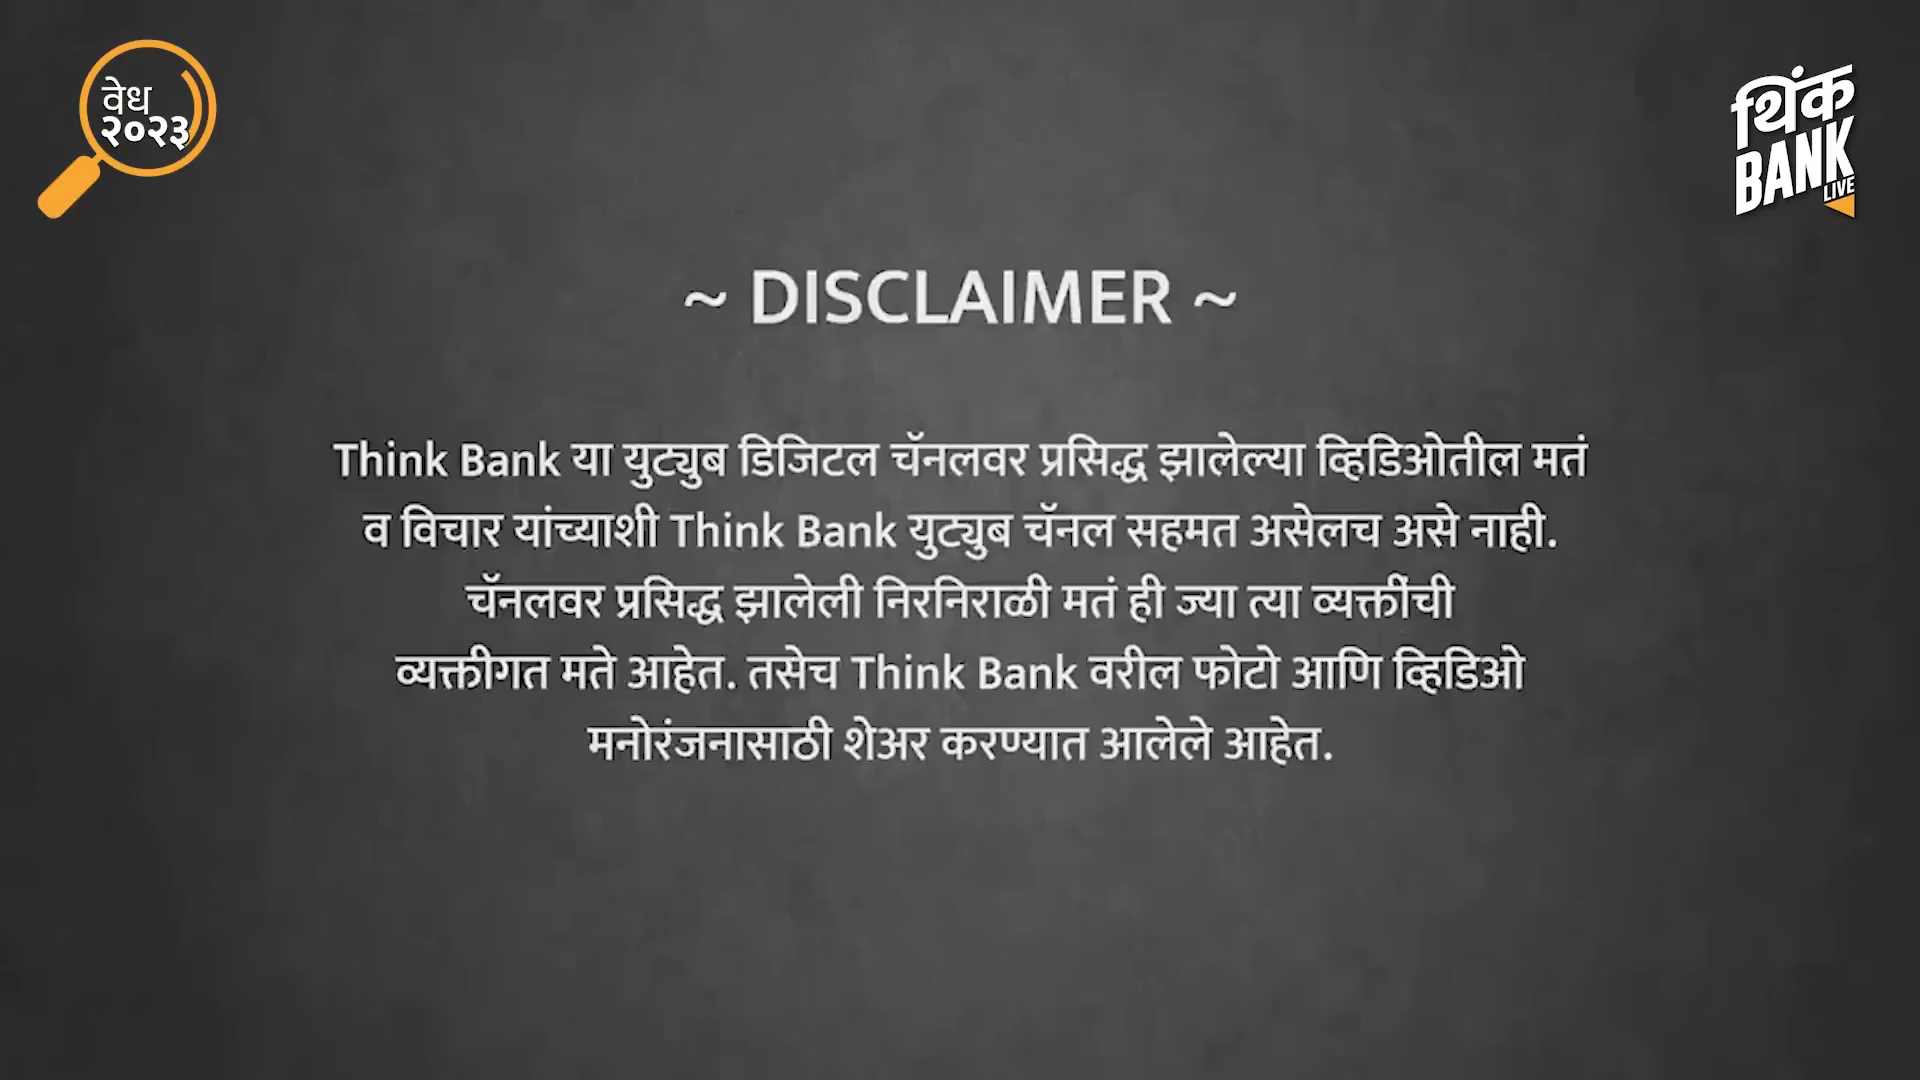 वेध
२०२३
थिंक
BANK
LIVE
~ DISCLAIMER ~
Think Bank या युट्युब डिजिटल चॅनलवर प्रसिद्ध झालेल्या व्हिडिओतील मतं
व विचार यांच्याशी Think Bank युट्युब चॅनल सहमत असेलच असे नाही.
चॅनलवर प्रसिद्ध झालेली निरनिराळी मतं ही ज्या त्या व्यक्तींची
व्यक्तीगत मते आहेत. तसेच Think Bank वरील फोटो आणि व्हिडिओ
मनोरंजनासाठी शेअर करण्यात आलेले आहेत.